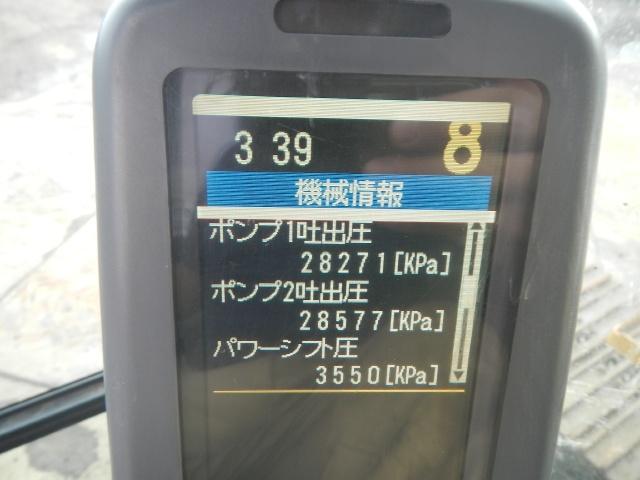 3 39 8
機械情報
ポンプ1吐出圧
28271[KPa]
ポンプ2吐出圧
28577[KPa]
パワーシフト圧
3550[KPa]